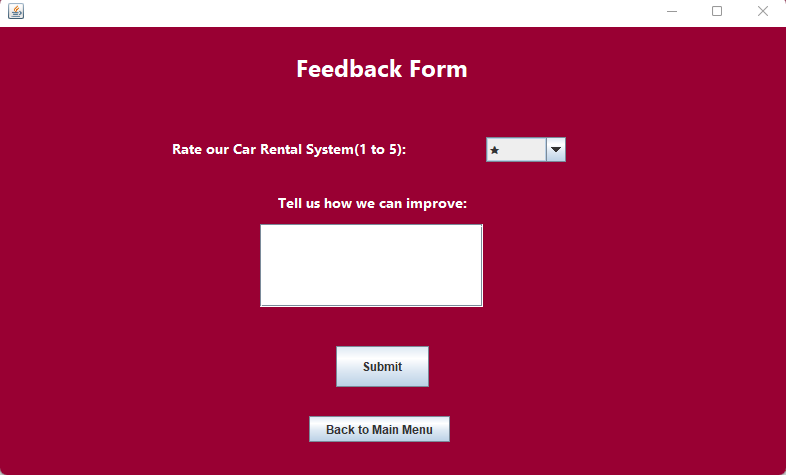 Feedback Form
Rate our Car Rental System(1 to 5): ★
Tell us how we can improve:
Submit
Back to Main Menu